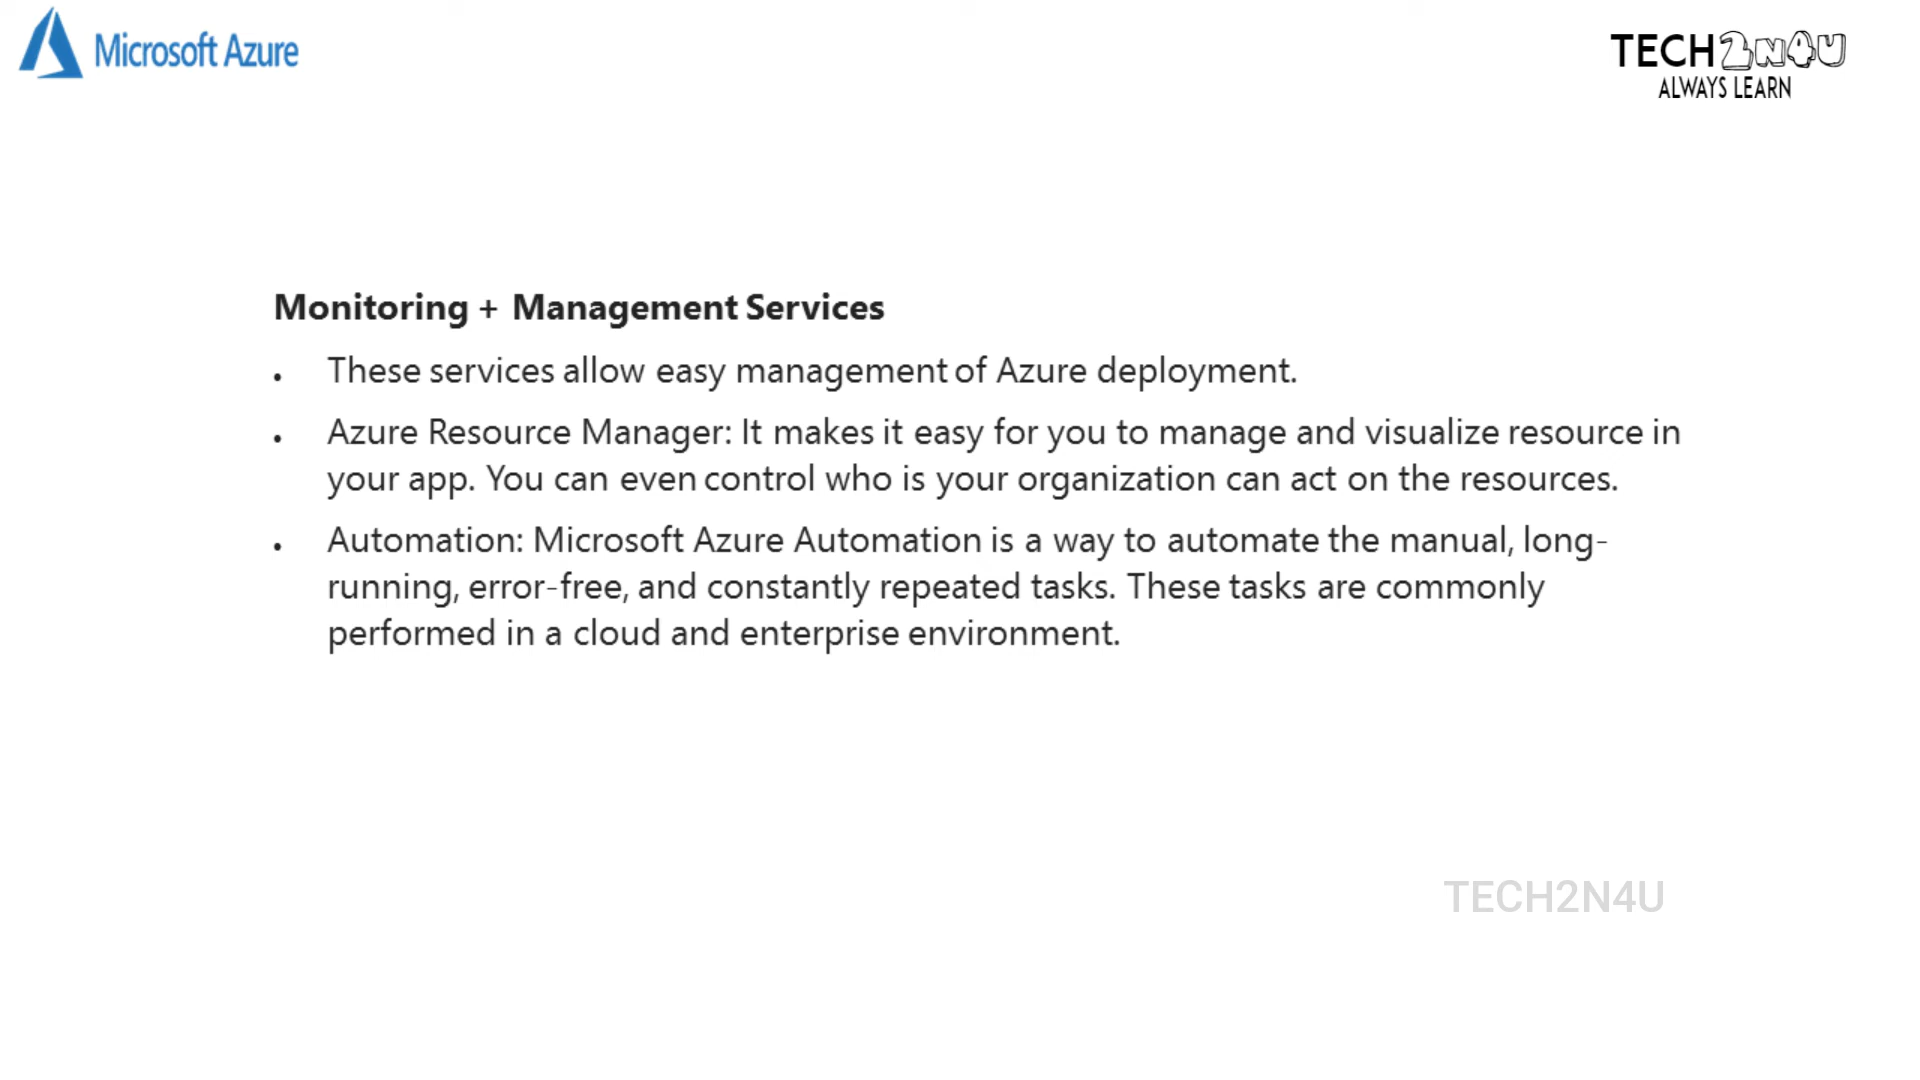 Microsoft Azure
TECH2N4U
ALWAYS LEARN
Monitoring + Management Services
• These services allow easy management of Azure deployment.
• Azure Resource Manager: It makes it easy for you to manage and visualize resource in
your app. You can even control who is your organization can act on the resources.
• Automation: Microsoft Azure Automation is a way to automate the manual, long-
running, error-free, and constantly repeated tasks. These tasks are commonly
performed in a cloud and enterprise environment.
TECH2N4U